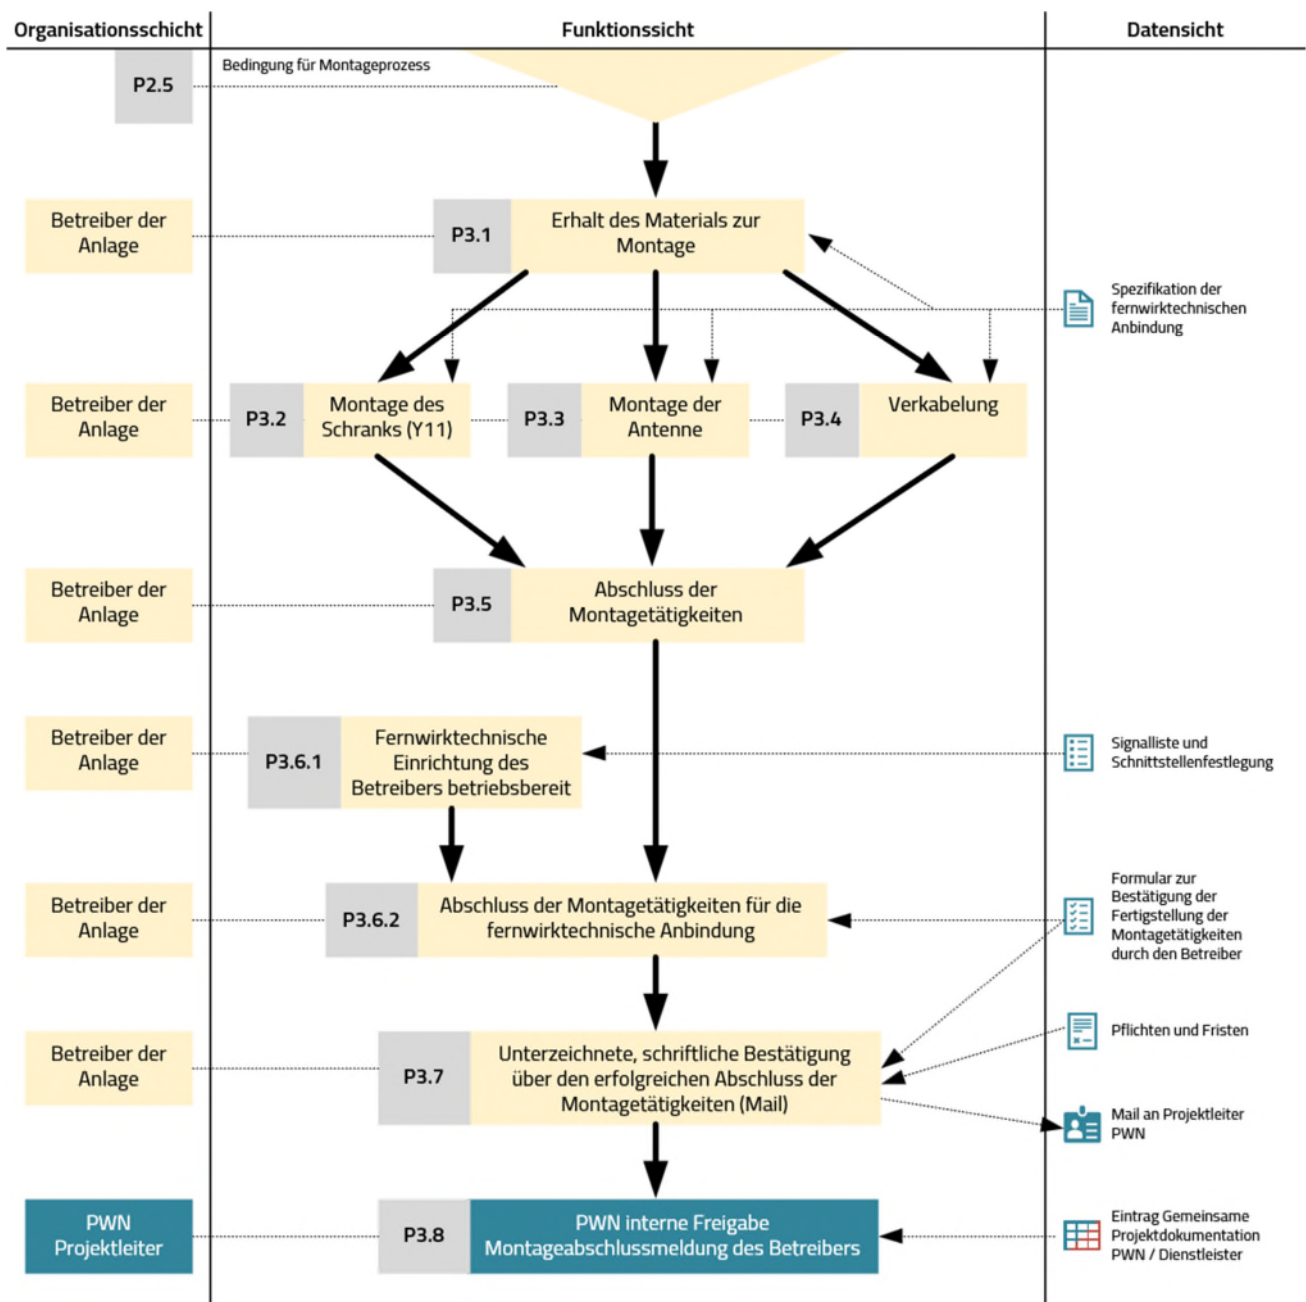 Organisationsschicht
Funktionssicht
Datensicht
Bedingung für Montageprozess
P2.5
Betreiber der
Anlage
P3.1
Erhalt des Materials zur
Montage
Spezifikation der
fernwirktechnischen
Anbindung
Betreiber der
Anlage
P3.2
Montage des
Schranks (Y11)
P3.3
Montage der
Antenne
P3.4
Verkabelung
Betreiber der
Anlage
P3.5
Abschluss der
Montagetätigkeiten
Betreiber der
Anlage
P3.6.1
Fernwirktechnische
Einrichtung des
Betreibers betriebsbereit
Signalliste und
Schnittstellenfestlegung
Betreiber der
Anlage
P3.6.2
Abschluss der Montagetätigkeiten für die
fernwirktechnische Anbindung
Formular zur
Bestätigung der
Fertigstellung der
Montagetätigkeiten
durch den Betreiber
Betreiber der
Anlage
P3.7
Unterzeichnete, schriftliche Bestätigung
über den erfolgreichen Abschluss der
Montagetätigkeiten (Mail)
Pflichten und Fristen
Mail an Projektleiter
PWN
PWN
Projektleiter
P3.8
PWN interne Freigabe
Montageabschlussmeldung des Betreibers
Eintrag Gemeinsame
Projektdokumentation
PWN / Dienstleister